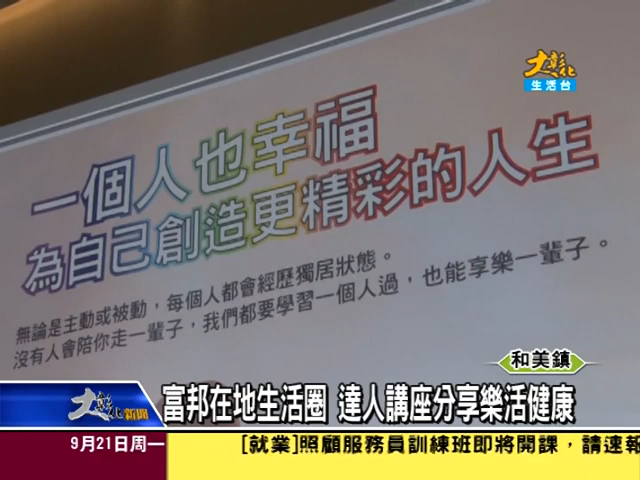 大彰化
生活台
一個人也幸福
為自己創造更精彩的人生
無論是主動或被動，每個人都會經歷獨居狀態。
沒有人會陪你走一輩子，我們都要學習一個人過，也能享樂一輩子。
和美鎮
大彰化新聞
富邦在地生活圈 達人講座分享樂活健康
9月21日周一
[就業]照顧服務員訓練班即將開課，請速報